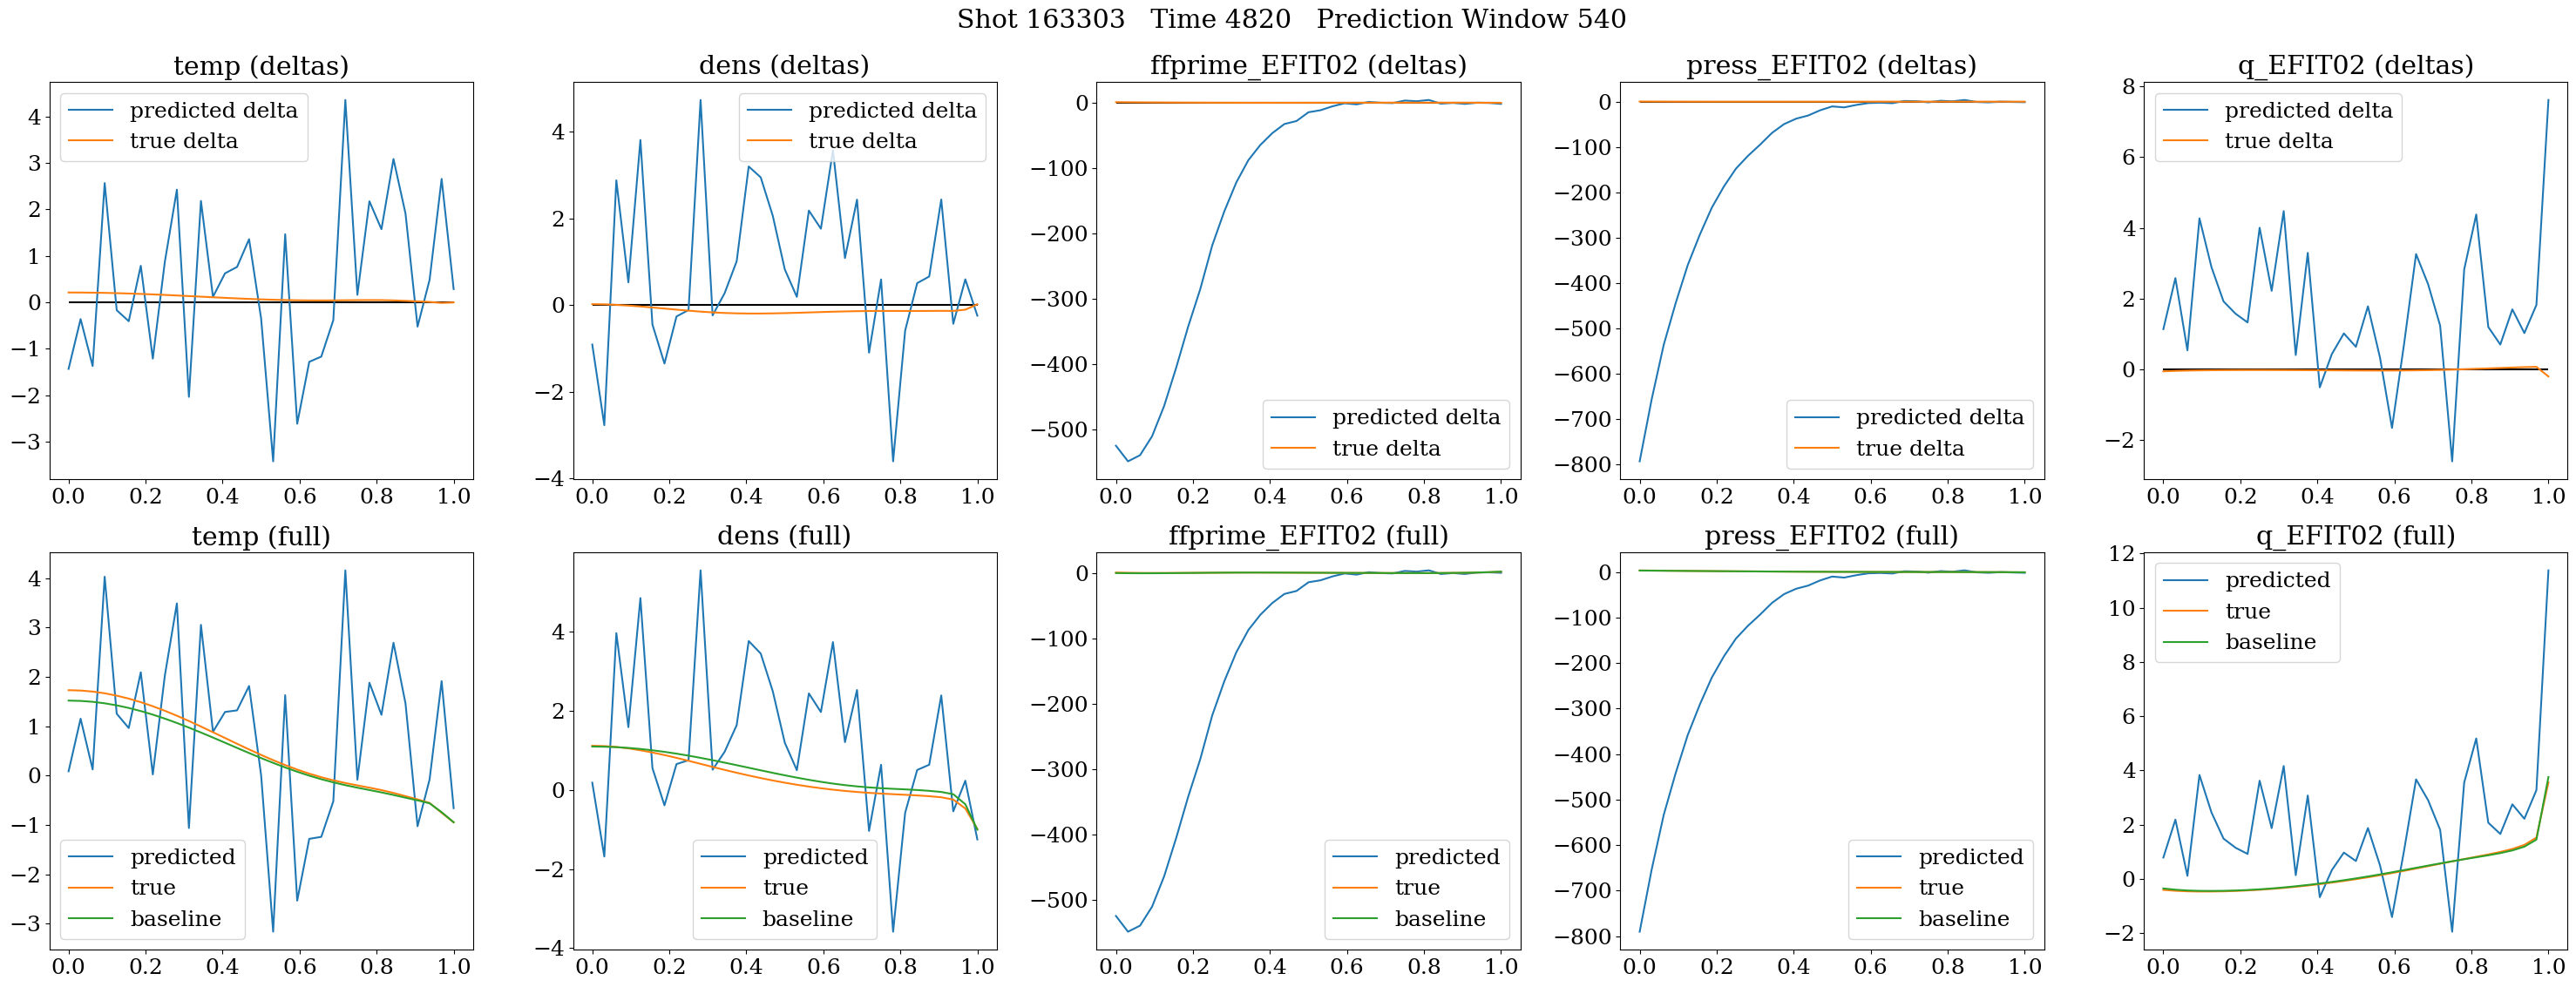 Shot 163303   Time 4820   Prediction Window 540
temp (deltas)
predicted delta
true delta
4
3
2
1
0
−1
−2
−3
0.0 0.2 0.4 0.6 0.8 1.0
dens (deltas)
predicted delta
true delta
4
2
0
−2
−4
0.0 0.2 0.4 0.6 0.8 1.0
ffprime_EFIT02 (deltas)
0
−100
−200
−300
−400
−500
predicted delta
true delta
0.0 0.2 0.4 0.6 0.8 1.0
press_EFIT02 (deltas)
0
−100
−200
−300
−400
−500
−600
−700
−800
predicted delta
true delta
0.0 0.2 0.4 0.6 0.8 1.0
q_EFIT02 (deltas)
predicted delta
true delta
8
6
4
2
0
−2
0.0 0.2 0.4 0.6 0.8 1.0
temp (full)
4
3
2
1
0
−1
−2
−3
predicted
true
baseline
0.0 0.2 0.4 0.6 0.8 1.0
dens (full)
4
2
0
−2
−4
predicted
true
baseline
0.0 0.2 0.4 0.6 0.8 1.0
ffprime_EFIT02 (full)
0
−100
−200
−300
−400
−500
predicted
true
baseline
0.0 0.2 0.4 0.6 0.8 1.0
press_EFIT02 (full)
0
−100
−200
−300
−400
−500
−600
−700
−800
predicted
true
baseline
0.0 0.2 0.4 0.6 0.8 1.0
q_EFIT02 (full)
predicted
true
baseline
12
10
8
6
4
2
0
−2
0.0 0.2 0.4 0.6 0.8 1.0